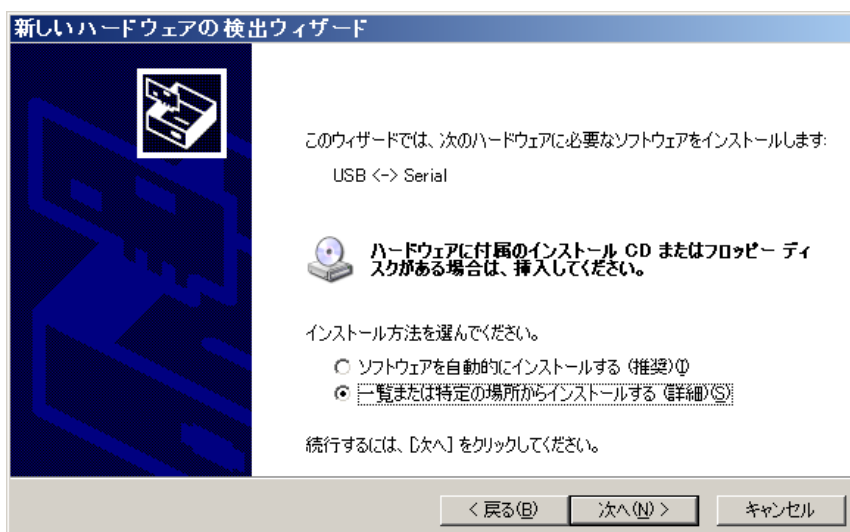 新しいハードウェアの検出ウィザード
このウィザードでは、次のハードウェアに必要なソフトウェアをインストールします:
USB <-> Serial
ハードウェアに付属のインストール CD またはフロッピー ディ
スクがある場合は、挿入してください。
インストール方法を選んでください。
ソフトウェアを自動的にインストールする (推奨)(I)
一覧または特定の場所からインストールする (詳細)(S)
続行するには、[次へ] をクリックしてください。
< 戻る(B) 次へ(N) > キャンセル